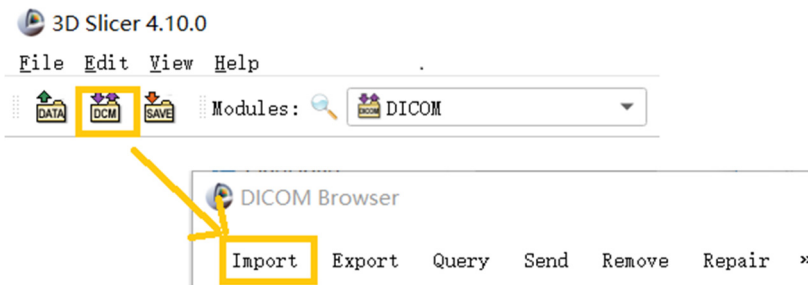 3D Slicer 4.10.0
File Edit View Help
DATA DCM SAVE Modules: DICOM
DICOM Browser
Import Export Query Send Remove Repair »